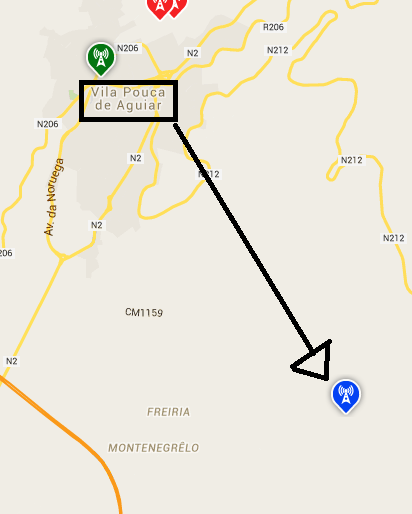 N206
N2
R206
N212
Vila Pouca
de Aguiar
N206
N2
N212
N212
Av. da Noruega
N2
N212
206
CM1159
N2
FREIRIA
MONTENEGRÊLO